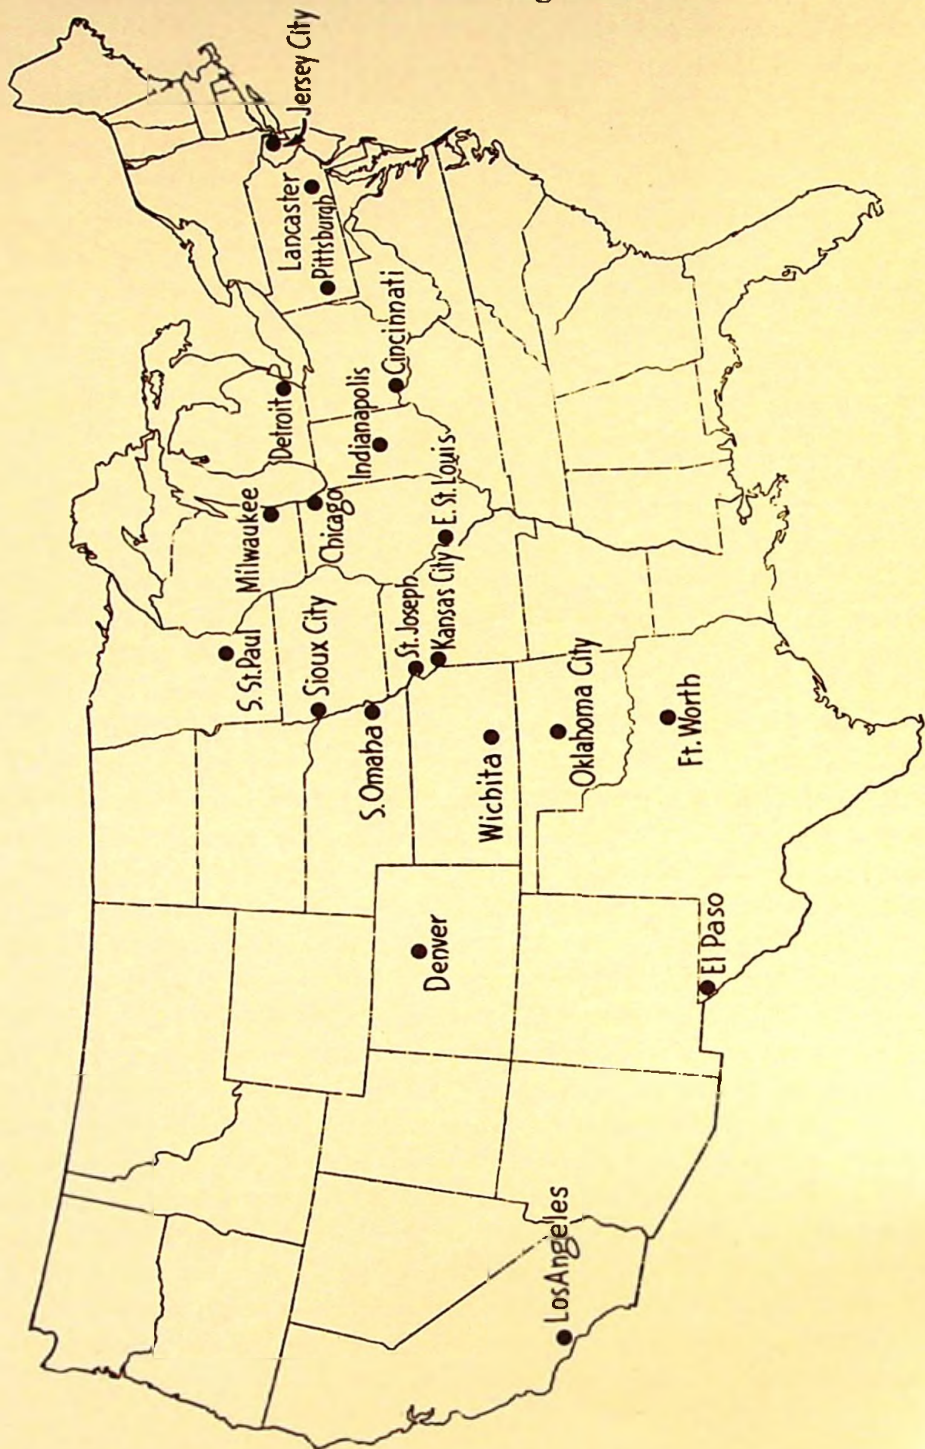 Jersey City
Lancaster
Pittsburgh
Cincinnati
Detroit
Indianapolis
Milwaukee
Chicago
E. St. Louis
S. St. Paul
Sioux City
St. Joseph
Kansas City
S. Omaha
Wichita
Oklahoma City
Ft. Worth
Denver
El Paso
Los Angeles